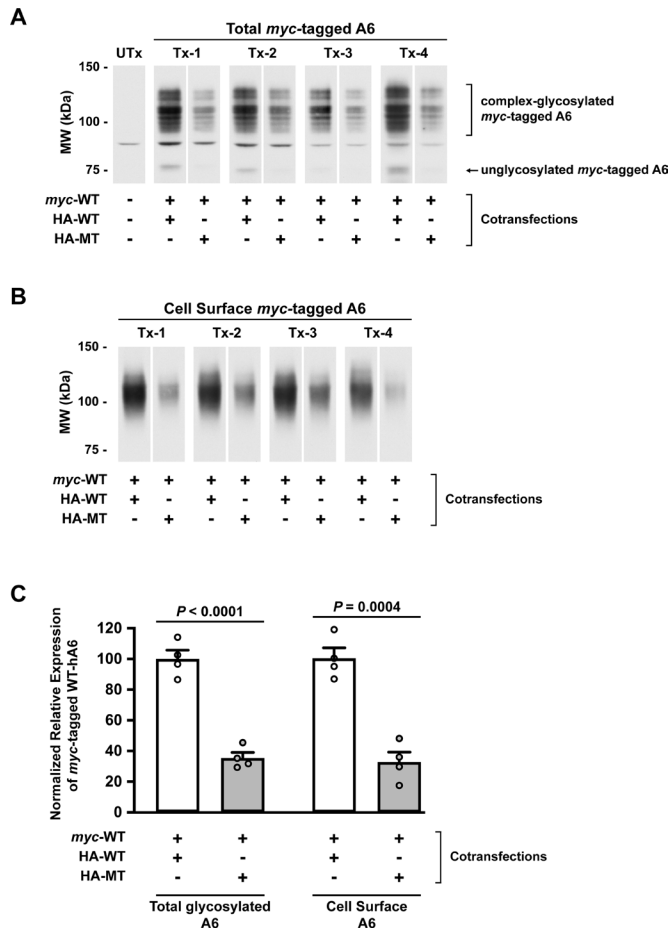 A
Total myc-tagged A6
UTx Tx-1 Tx-2 Tx-3 Tx-4
150 -
100 -
75 -
MW (kDa)
complex-glycosylated
myc-tagged A6
unglycosylated myc-tagged A6
myc-WT - + + + + + + + +
HA-WT - + - + - + - + -
HA-MT - - + - + - + - +
Cotransfections
B
Cell Surface myc-tagged A6
Tx-1 Tx-2 Tx-3 Tx-4
150 -
100 -
75 -
MW (kDa)
myc-WT + + + + + + + +
HA-WT + - + - + - + -
HA-MT - + - + - + - +
Cotransfections
C
P < 0.0001 P = 0.0004
Normalized Relative Expression
of myc-tagged WT-hA6
120
100
80
60
40
20
0
myc-WT + + + +
HA-WT + - + -
HA-MT - + - +
Cotransfections
Total glycosylated
A6
Cell Surface
A6